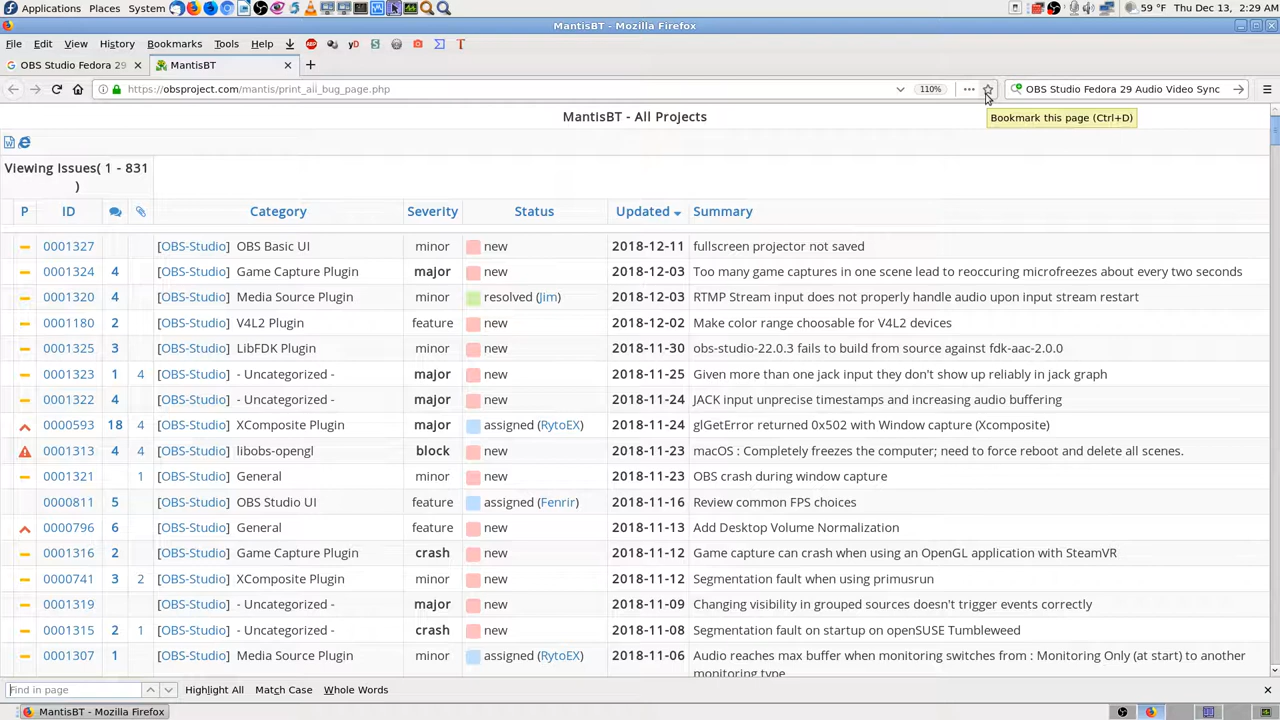 Applications Places System 59 °F Thu Dec 13, 2:29 AM
MantisBT - Mozilla Firefox
File Edit View History Bookmarks Tools Help
OBS Studio Fedora 29 MantisBT
https://obsproject.com/mantis/print_all_bug_page.php 110% OBS Studio Fedora 29 Audio Video Sync
Bookmark this page (Ctrl+D)
MantisBT - All Projects
Viewing Issues( 1 - 831
)
P ID Category Severity Status Updated Summary
0001327 [OBS-Studio] OBS Basic UI minor new 2018-12-11 fullscreen projector not saved
0001324 4 [OBS-Studio] Game Capture Plugin major new 2018-12-03 Too many game captures in one scene lead to reoccuring microfreezes about every two seconds
0001320 4 [OBS-Studio] Media Source Plugin minor resolved (Jim) 2018-12-03 RTMP Stream input does not properly handle audio upon input stream restart
0001180 2 [OBS-Studio] V4L2 Plugin feature new 2018-12-02 Make color range choosable for V4L2 devices
0001325 3 [OBS-Studio] LibFDK Plugin minor new 2018-11-30 obs-studio-22.0.3 fails to build from source against fdk-aac-2.0.0
0001323 1 4 [OBS-Studio] - Uncategorized - major new 2018-11-25 Given more than one jack input they don't show up reliably in jack graph
0001322 4 [OBS-Studio] - Uncategorized - major new 2018-11-24 JACK input unprecise timestamps and increasing audio buffering
0000593 18 4 [OBS-Studio] XComposite Plugin major assigned (RytoEX) 2018-11-24 glGetError returned 0x502 with Window capture (Xcomposite)
0001313 4 4 [OBS-Studio] libobs-opengl block new 2018-11-23 macOS : Completely freezes the computer; need to force reboot and delete all scenes.
0001321 1 [OBS-Studio] General minor new 2018-11-23 OBS crash during window capture
0000811 5 [OBS-Studio] OBS Studio UI feature assigned (Fenrir) 2018-11-16 Review common FPS choices
0000796 6 [OBS-Studio] General feature new 2018-11-13 Add Desktop Volume Normalization
0001316 2 [OBS-Studio] Game Capture Plugin crash new 2018-11-12 Game capture can crash when using an OpenGL application with SteamVR
0000741 3 2 [OBS-Studio] XComposite Plugin minor new 2018-11-12 Segmentation fault when using primusrun
0001319 [OBS-Studio] - Uncategorized - major new 2018-11-09 Changing visibility in grouped sources doesn't trigger events correctly
0001315 2 1 [OBS-Studio] - Uncategorized - crash new 2018-11-08 Segmentation fault on startup on openSUSE Tumbleweed
0001307 1 [OBS-Studio] Media Source Plugin minor assigned (RytoEX) 2018-11-06 Audio reaches max buffer when monitoring switches from : Monitoring Only (at start) to another
monitoring type
Find in page Highlight All Match Case Whole Words
MantisBT - Mozilla Firefox